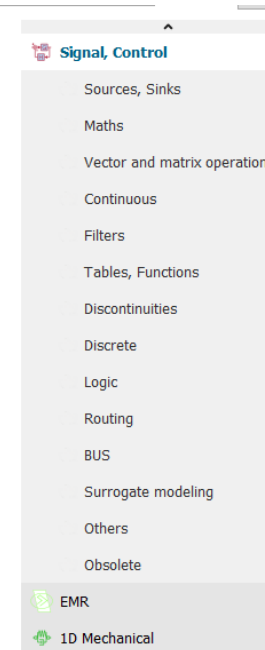 Signal, Control
Sources, Sinks
Maths
Vector and matrix operation
Continuous
Filters
Tables, Functions
Discontinuities
Discrete
Logic
Routing
BUS
Surrogate modeling
Others
Obsolete
EMR
1D Mechanical